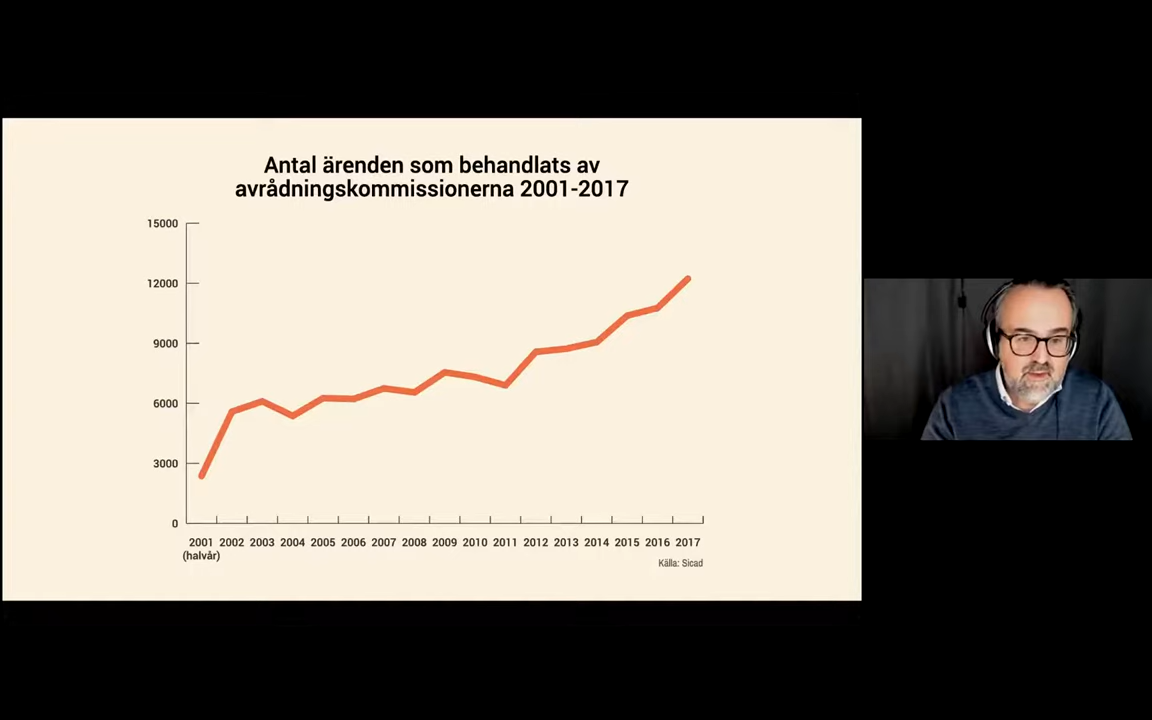 Antal ärenden som behandlats av
avrådningskommissionerna 2001-2017
15000
12000
9000
6000
3000
0
2001 2002 2003 2004 2005 2006 2007 2008 2009 2010 2011 2012 2013 2014 2015 2016 2017
(halvår)
Källa: Sicad